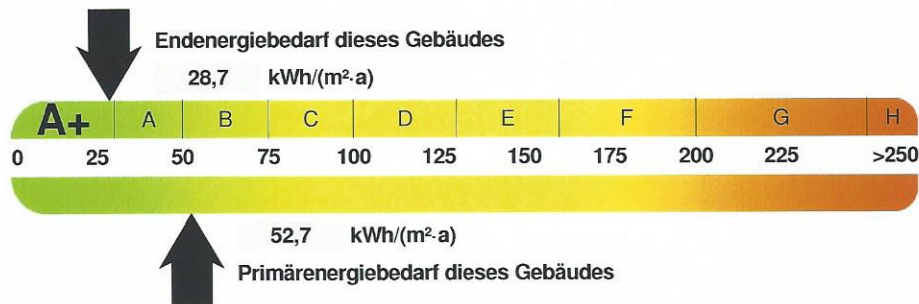 Endenergiebedarf dieses Gebäudes
28,7 kWh/(m²·a)
A+ A B C D E F G H
0 25 50 75 100 125 150 175 200 225 >250
52,7 kWh/(m²·a)
Primärenergiebedarf dieses Gebäudes